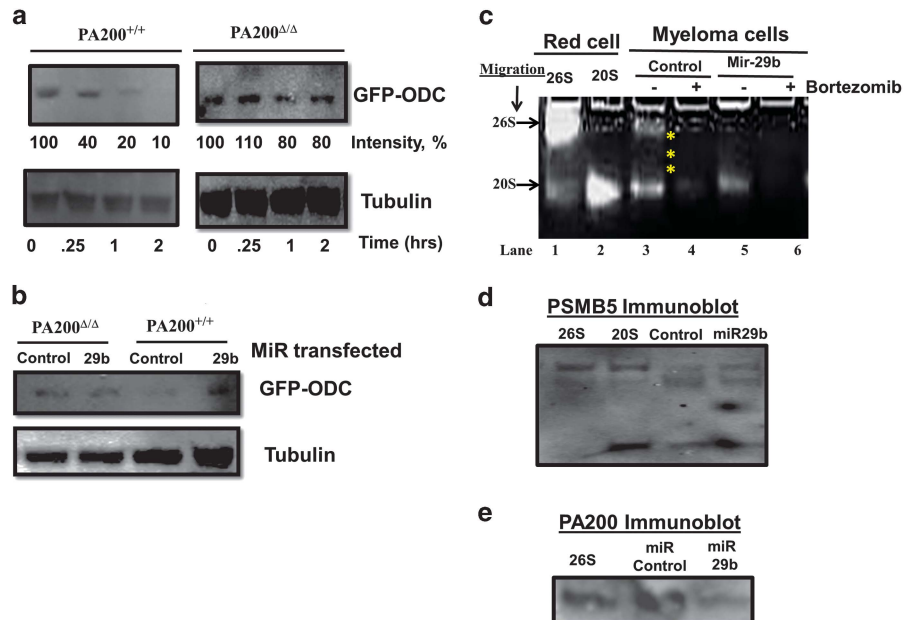 a
PA200+/+
PA200Δ/Δ
GFP-ODC
100 40 20 10 100 110 80 80 Intensity, %
Tubulin
0 .25 1 2 0 .25 1 2 Time (hrs)
b
PA200Δ/Δ PA200+/+
Control 29b Control 29b MiR transfected
GFP-ODC
Tubulin
c
Red cell Myeloma cells
Migration 26S 20S Control Mir-29b
- + - + Bortezomib
26S
*
*
*
20S
Lane 1 2 3 4 5 6
d
PSMB5 Immunoblot
26S 20S Control miR29b
e
PA200 Immunoblot
26S miR Control miR 29b